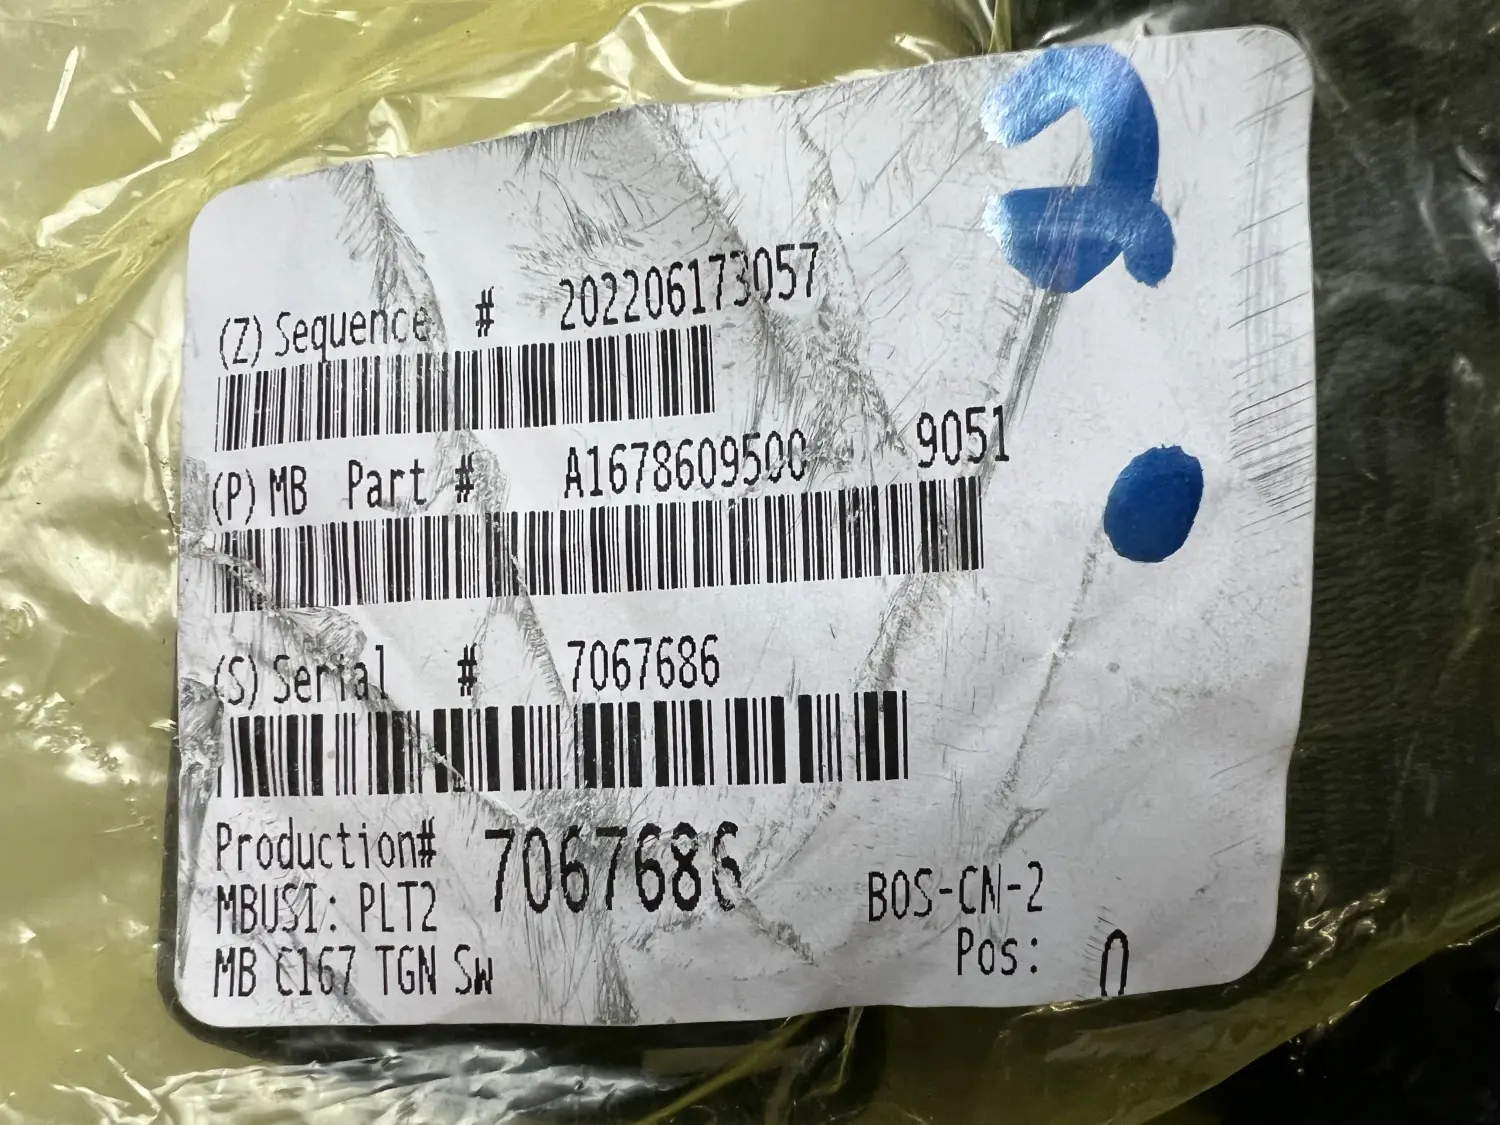 (Z) Sequence # 202206173057
(P) MB Part # A1678609500 9051
(S) Serial # 7067686
Production# 7067686
MBUSI: PLT2
MB C167 TGN Sw
BOS-CN-2
Pos: 0